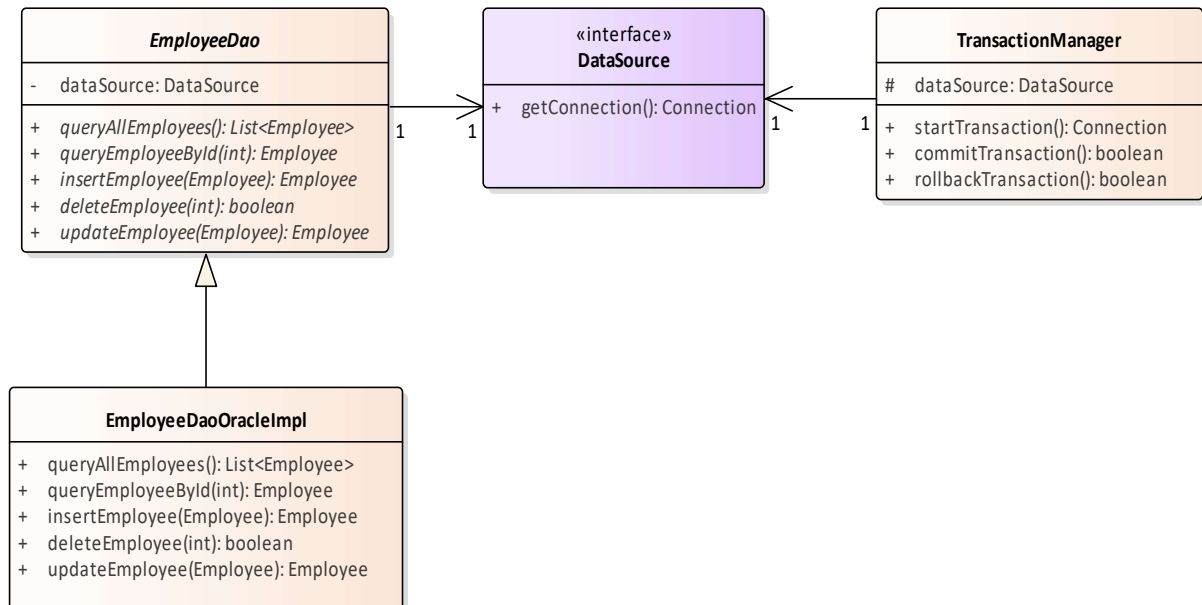 EmployeeDao
- dataSource: DataSource
+ queryAllEmployees(): List<Employee>
+ queryEmployeeById(int): Employee
+ insertEmployee(Employee): Employee
+ deleteEmployee(int): boolean
+ updateEmployee(Employee): Employee
1
1
«interface»
DataSource
+ getConnection(): Connection
1
1
TransactionManager
# dataSource: DataSource
+ startTransaction(): Connection
+ commitTransaction(): boolean
+ rollbackTransaction(): boolean
EmployeeDaoOracleImpl
+ queryAllEmployees(): List<Employee>
+ queryEmployeeById(int): Employee
+ insertEmployee(Employee): Employee
+ deleteEmployee(int): boolean
+ updateEmployee(Employee): Employee